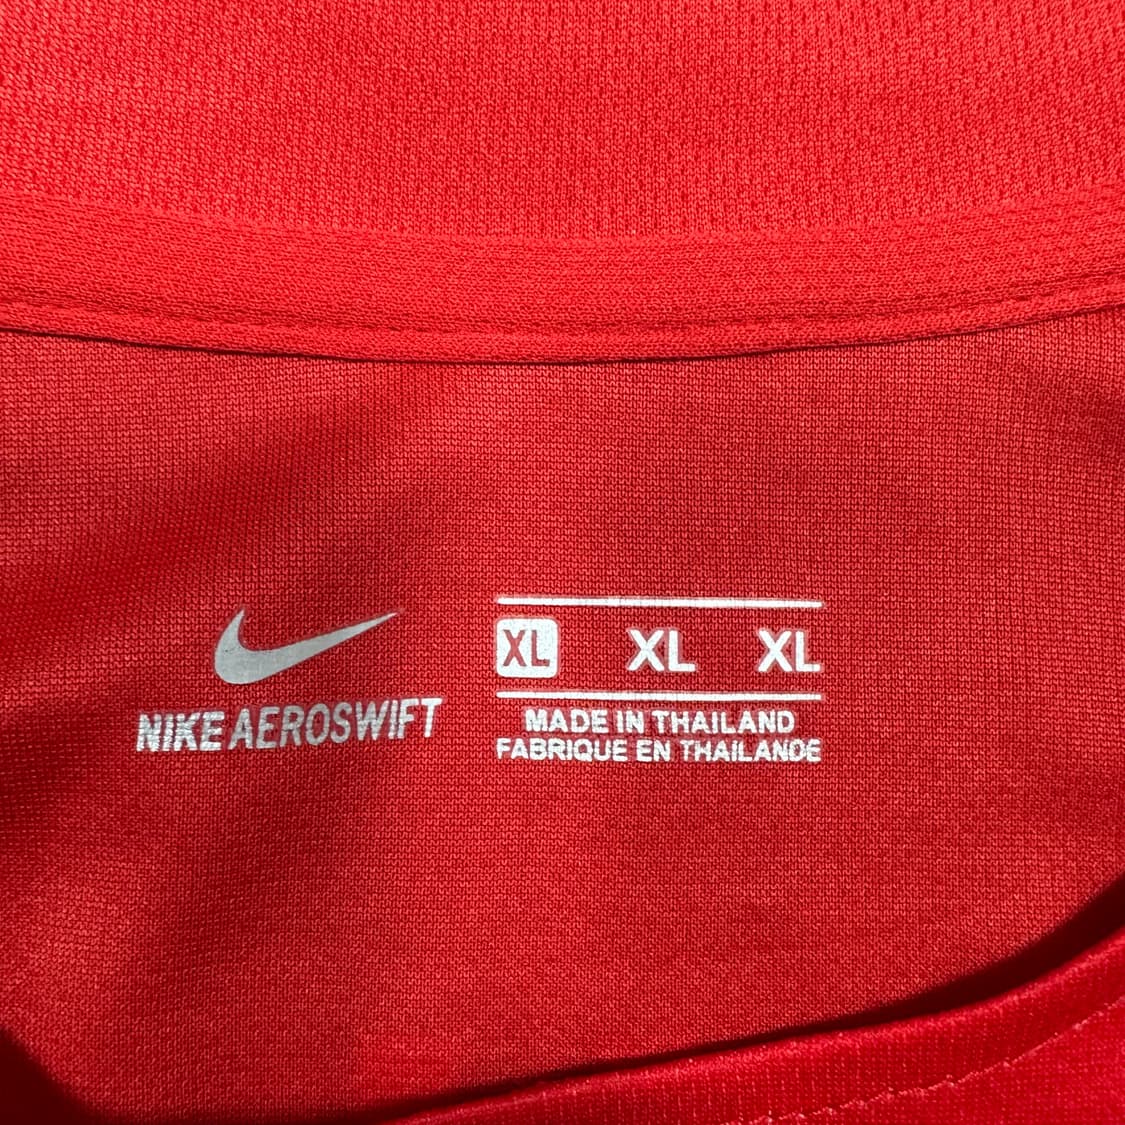 NIKE AEROSWIFT
XL XL XL
MADE IN THAILAND
FABRIQUE EN THAILANDE